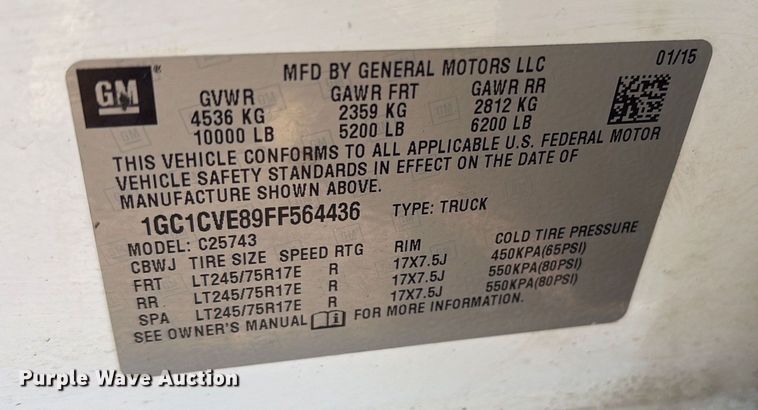 GM ®
MFD BY GENERAL MOTORS LLC 01/15
GVWR GAWR FRT GAWR RR
4536 KG 2359 KG 2812 KG
10000 LB 5200 LB 6200 LB
THIS VEHICLE CONFORMS TO ALL APPLICABLE U.S. FEDERAL MOTOR
VEHICLE SAFETY STANDARDS IN EFFECT ON THE DATE OF
MANUFACTURE SHOWN ABOVE.
1GC1CVE89FF564436 TYPE: TRUCK
MODEL: C25743
CBWJ TIRE SIZE SPEED RTG RIM COLD TIRE PRESSURE
FRT LT245/75R17E R 17X7.5J 450KPA(65PSI)
RR LT245/75R17E R 17X7.5J 550KPA(80PSI)
SPA LT245/75R17E R 17X7.5J 550KPA(80PSI)
SEE OWNER'S MANUAL FOR MORE INFORMATION.
Purple Wave Auction